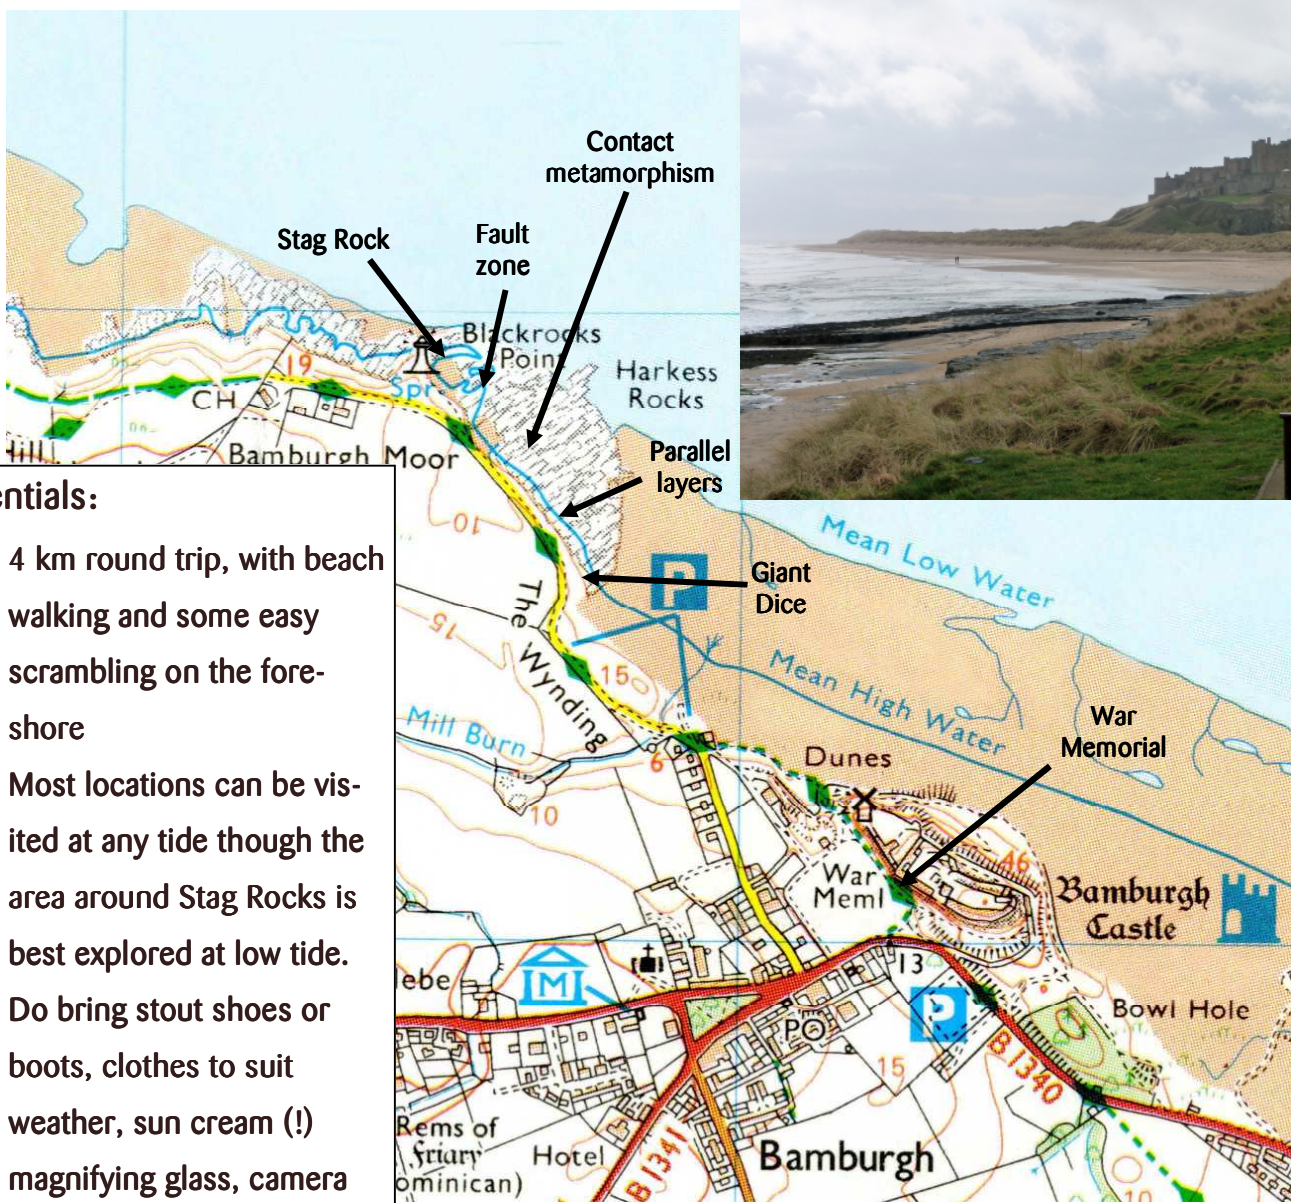 Contact
metamorphism
Stag Rock
Fault
zone
Blackrocks
Point
Harkess
Rocks
19
Spr
CH
Bamburgh Moor
Parallel
layers
10
Mean Low Water
Giant
Dice
P
The Wynding
15
15
Mean High Water
Mill Burn
6
10
War
Memorial
Dunes
46
War
Meml
Bamburgh
Castle
13
M
P
PO
Bowl Hole
15
B 1340
Rems of
Friary
ominican)
Hotel
B 1341
Bamburgh
10
entials:
4 km round trip, with beach
walking and some easy
scrambling on the fore-
shore
Most locations can be vis-
ited at any tide though the
area around Stag Rocks is
best explored at low tide.
Do bring stout shoes or
boots, clothes to suit
weather, sun cream (!)
magnifying glass, camera